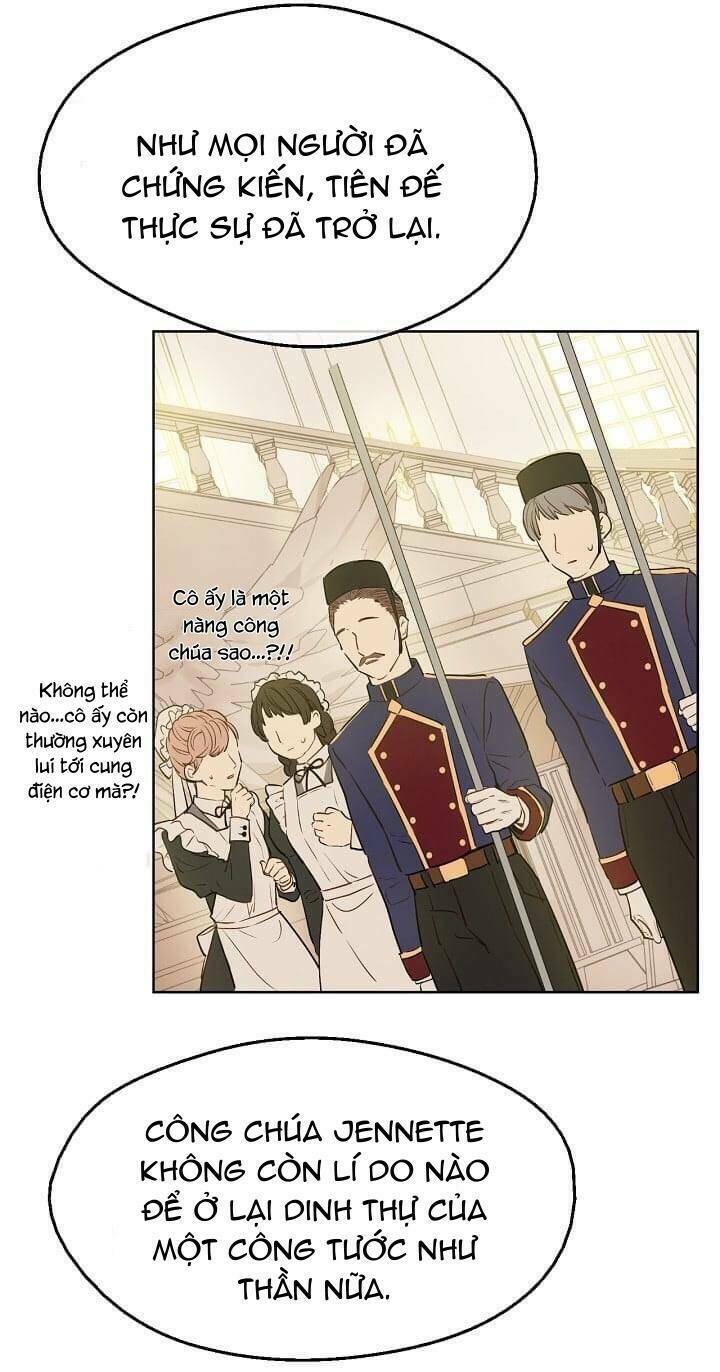 NHƯ MỌI NGƯỜI ĐÃ
CHỨNG KIẾN, TIÊN ĐẾ
THỰC SỰ ĐÃ TRỞ LẠI.
Cô ấy là một
nàng công
chúa sao...?!!
Không thể
nào...cô ấy còn
thường xuyên
luí tới cung
điện cơ mà?!
CÔNG CHÚA JENNETTE
KHÔNG CÒN LÍ DO NÀO
ĐỂ Ở LẠI DINH THỰ CỦA
MỘT CÔNG TƯỚC NHƯ
THẦN NỮA.